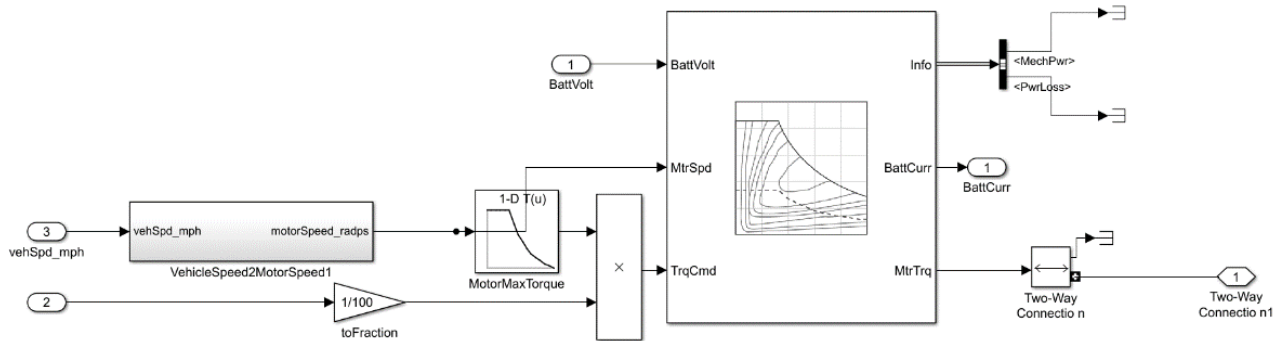 1
BattVolt
BattVolt
Info
<MechPwr>
<PwrLoss>
MtrSpd
BattCurr
1
BattCurr
1-D T(u)
MotorMaxTorque
3
vehSpd_mph
vehSpd_mph
motorSpeed_radps
VehicleSpeed2MotorSpeed1
×
TrqCmd
MtrTrq
Two-Way
Connectio n
1
Two-Way
Connectio n1
2
1/100
toFraction